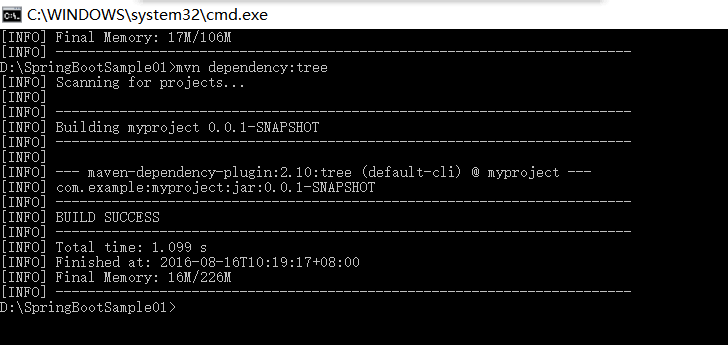 C:\WINDOWS\system32\cmd.exe
[INFO] Final Memory: 17M/106M
[INFO] ------------------------------------------------------------------------
D:\SpringBootSample01>mvn dependency:tree
[INFO] Scanning for projects...
[INFO]
[INFO] ------------------------------------------------------------------------
[INFO] Building myproject 0.0.1-SNAPSHOT
[INFO] ------------------------------------------------------------------------
[INFO]
[INFO] --- maven-dependency-plugin:2.10:tree (default-cli) @ myproject ---
[INFO] com.example:myproject:jar:0.0.1-SNAPSHOT
[INFO] ------------------------------------------------------------------------
[INFO] BUILD SUCCESS
[INFO] ------------------------------------------------------------------------
[INFO] Total time: 1.099 s
[INFO] Finished at: 2016-08-16T10:19:17+08:00
[INFO] Final Memory: 16M/226M
[INFO] ------------------------------------------------------------------------
D:\SpringBootSample01>